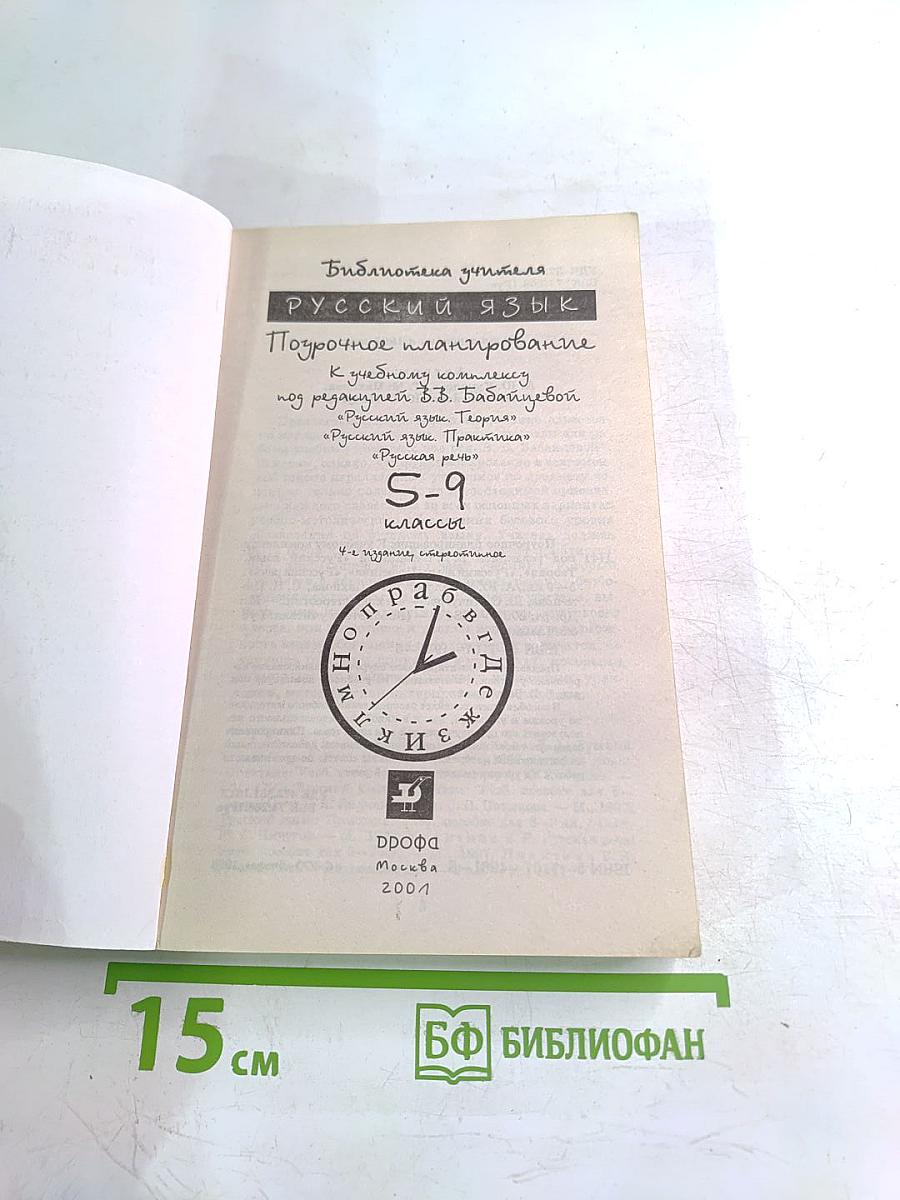 Библиотека учителя
РУССКИЙ ЯЗЫК
Поурочное планирование
К учебному комплексу
под редакцией В.В. Бабайцевой
«Русский язык. Теория»
«Русский язык. Практика»
«Русская речь»
5-9
классы
4-е издание, стереотипное
а б в г Д е ж з И к л м Н о п р
дрофа
Москва
2001
15 см
БФ БИБЛИОФАН